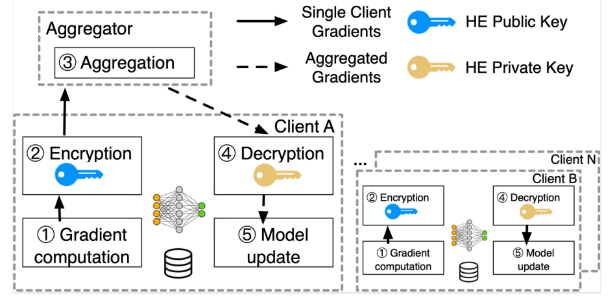 Aggregator
③ Aggregation
Single Client
Gradients
HE Public Key
Aggregated
Gradients
HE Private Key
Client A
② Encryption
④ Decryption
① Gradient
computation
⑤ Model
update
...
Client N
Client B
② Encryption
④ Decryption
① Gradient
computation
⑤ Model
update